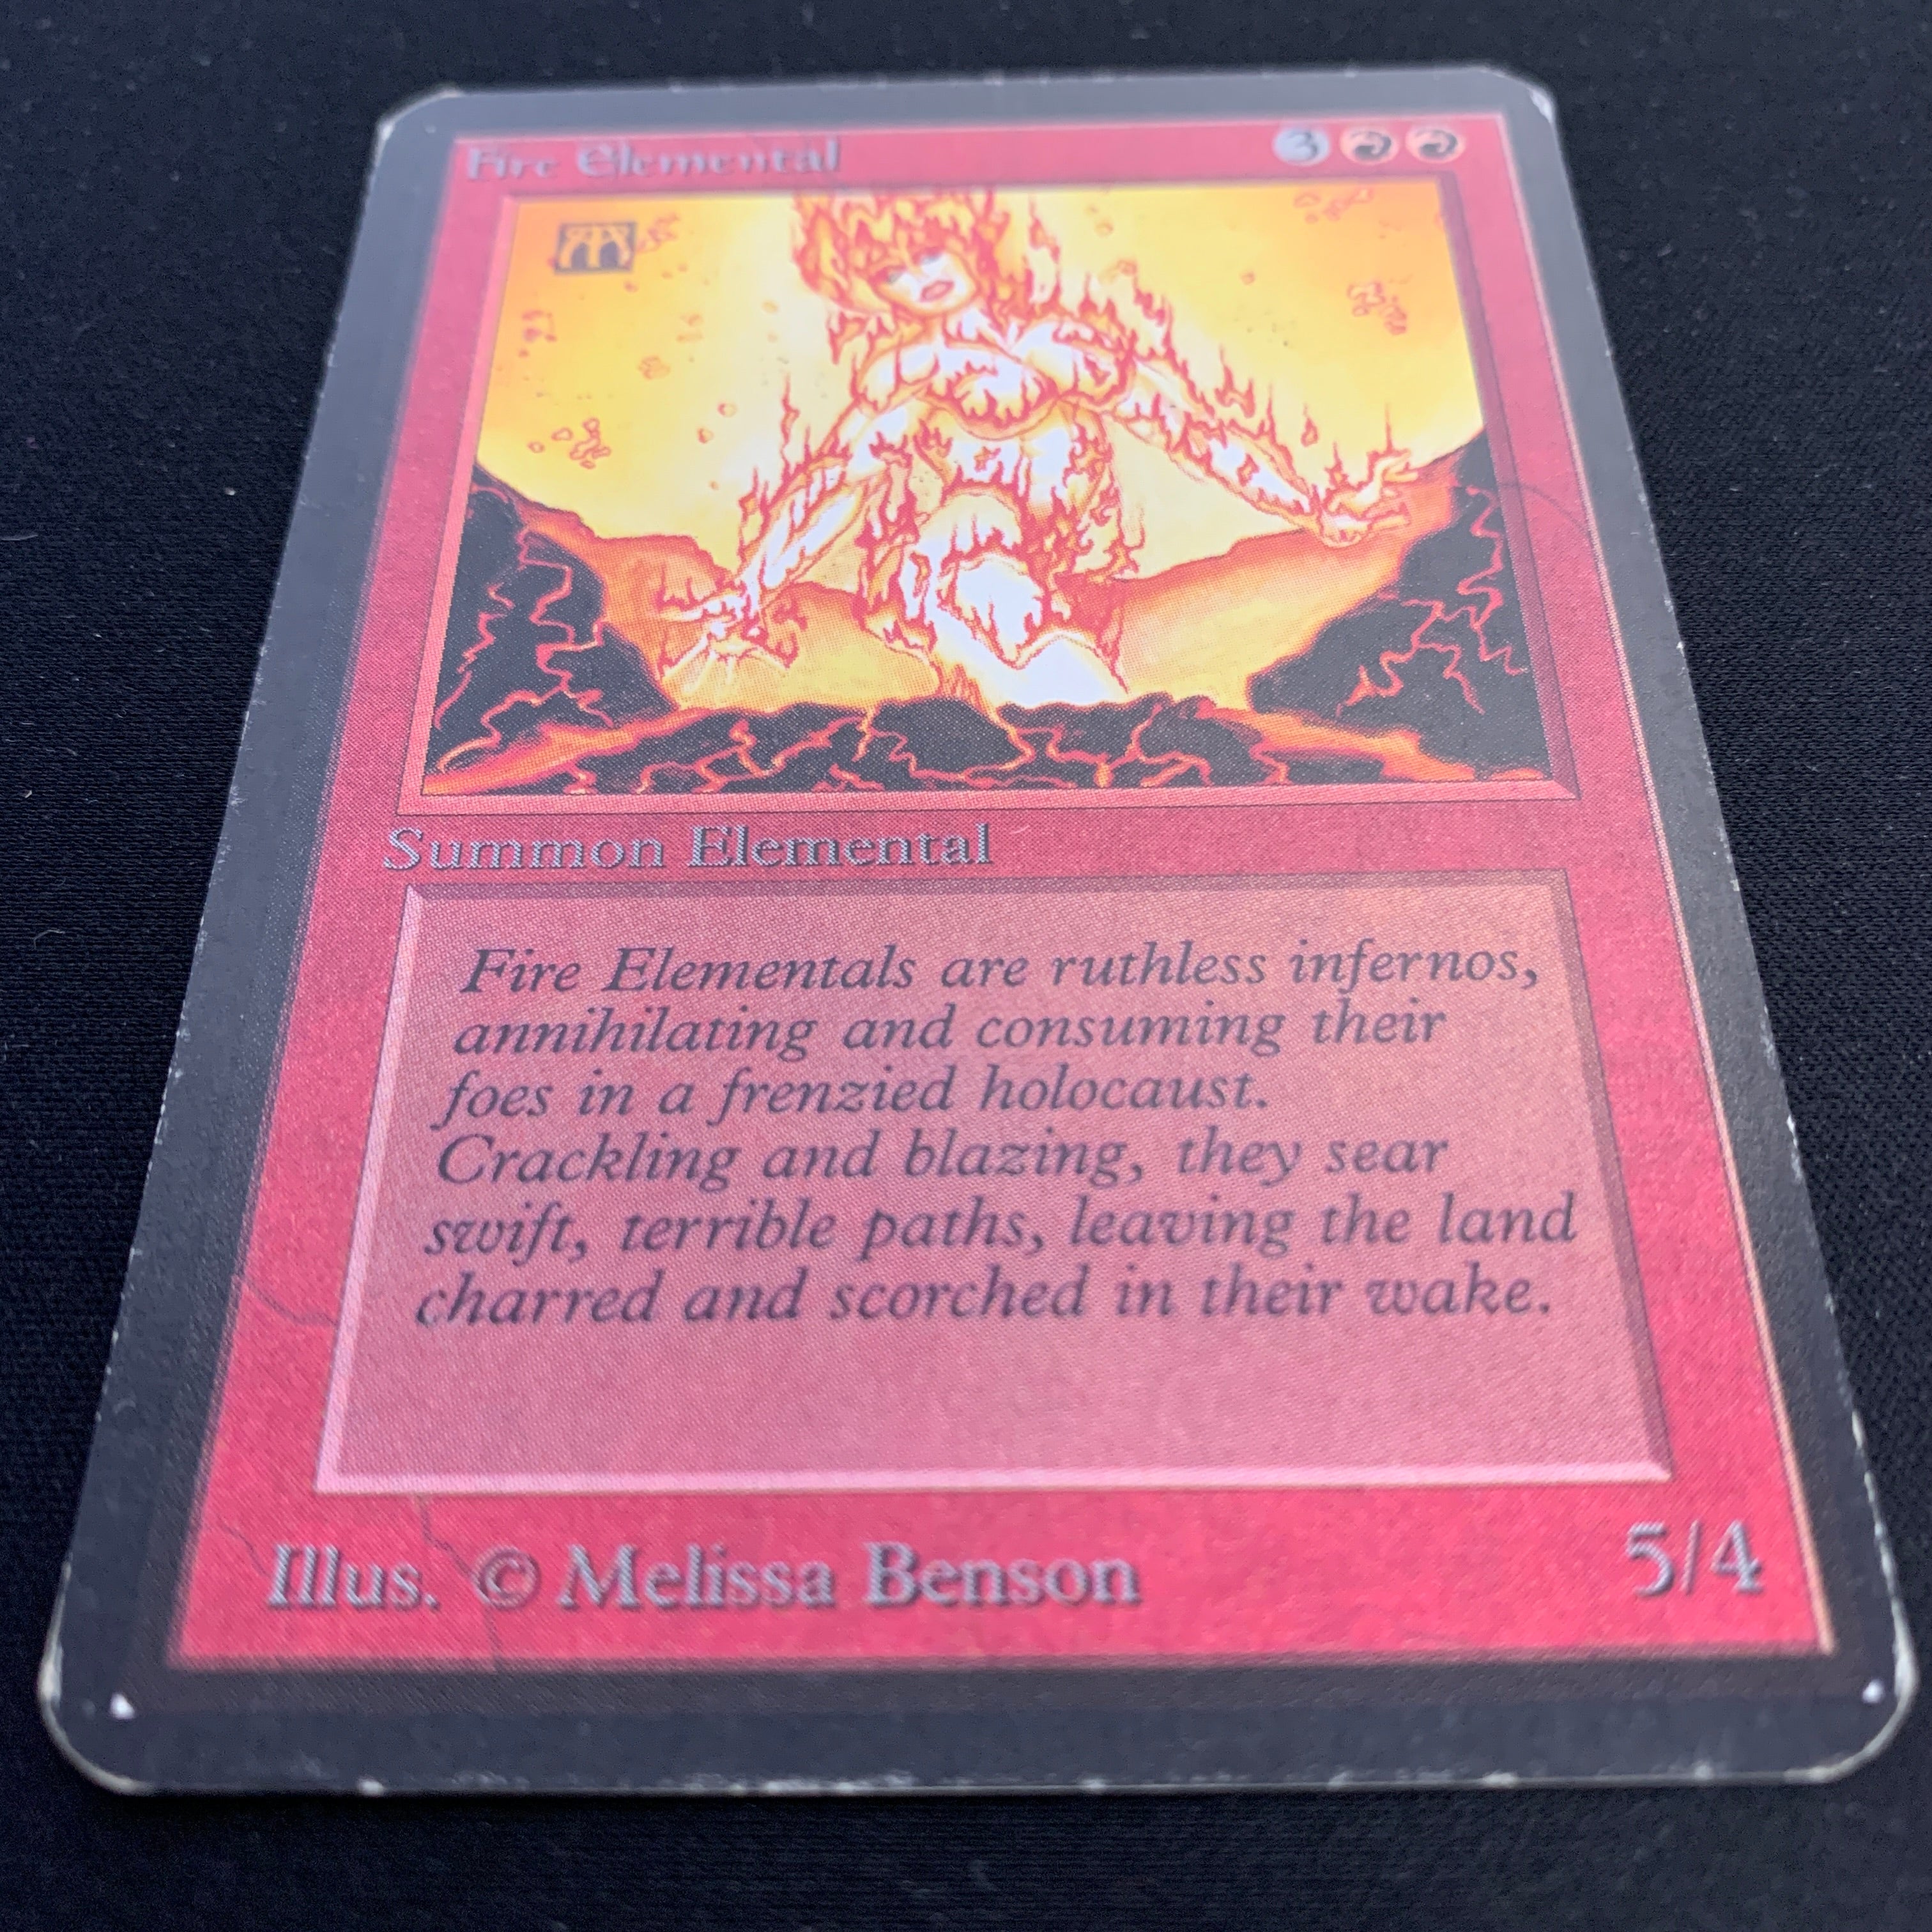 Fire Elemental 3
Summon Elemental
Fire Elementals are ruthless infernos,
annihilating and consuming their
foes in a frenzied holocaust.
Crackling and blazing, they sear
swift, terrible paths, leaving the land
charred and scorched in their wake.
Illus. © Melissa Benson 5/4